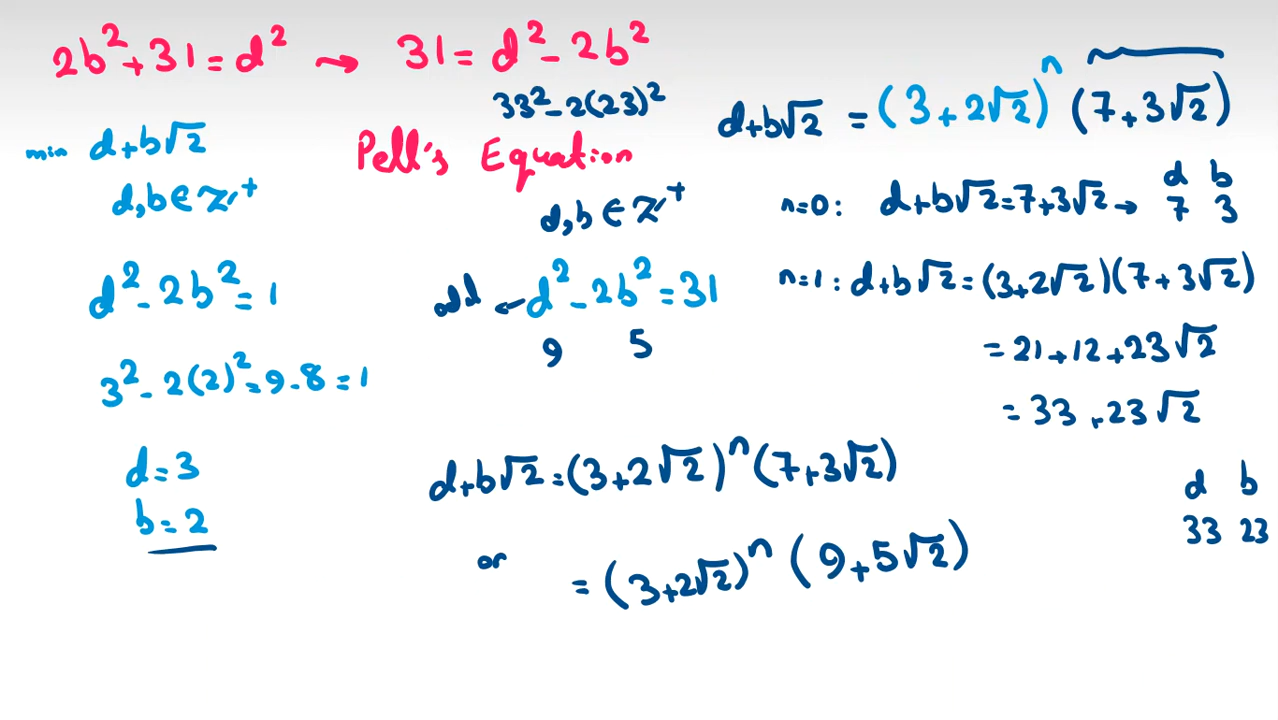 2b² + 31 = d² → 31 = d² - 2b²
33² - 2(23)²
Pell's Equation
d, b ∈ ℤ⁺
min d + b√2
d, b ∈ ℤ⁺
d² - 2b² = 1
3² - 2(2)² = 9 - 8 = 1
d = 3
b = 2
odd ← d² - 2b² = 31
9 5
d + b√2 = (3 + 2√2)ⁿ (7 + 3√2)
or = (3 + 2√2)ⁿ (9 + 5√2)
d + b√2 = (3 + 2√2)ⁿ (7 + 3√2)
d b
n=0: d + b√2 = 7 + 3√2 → 7 3
n=1: d + b√2 = (3 + 2√2)(7 + 3√2)
= 21 + 12 + 23√2
= 33 + 23√2
d b
33 23